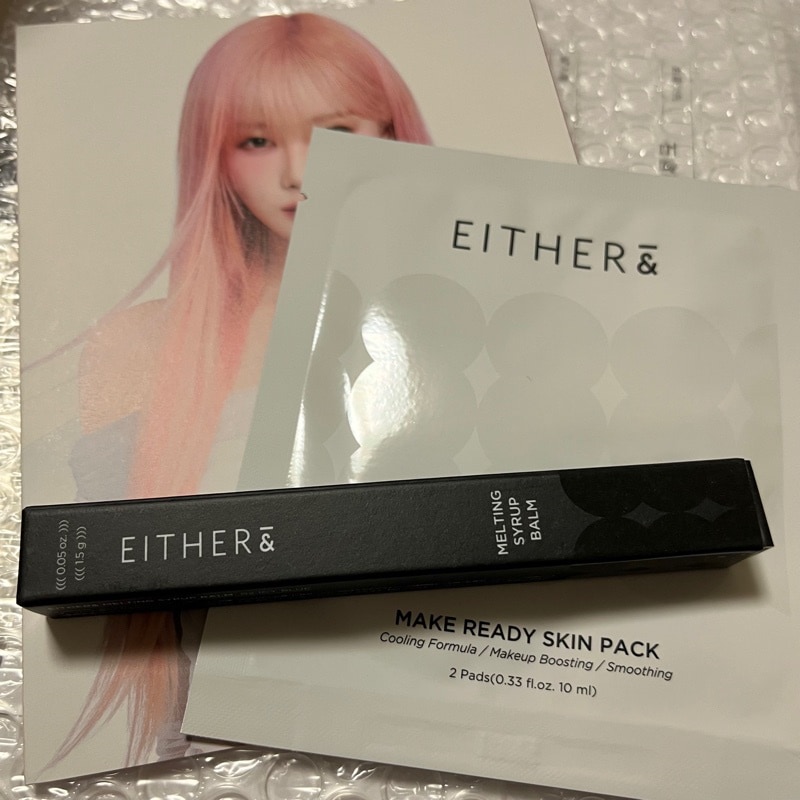 EITHER&
EITHER&
(((0.05 oz.)))
(((1.5 g)))
MELTING
SYRUP
BALM
MAKE READY SKIN PACK
Cooling Formula / Makeup Boosting / Smoothing
2 Pads(0.33 fl.oz. 10 ml)